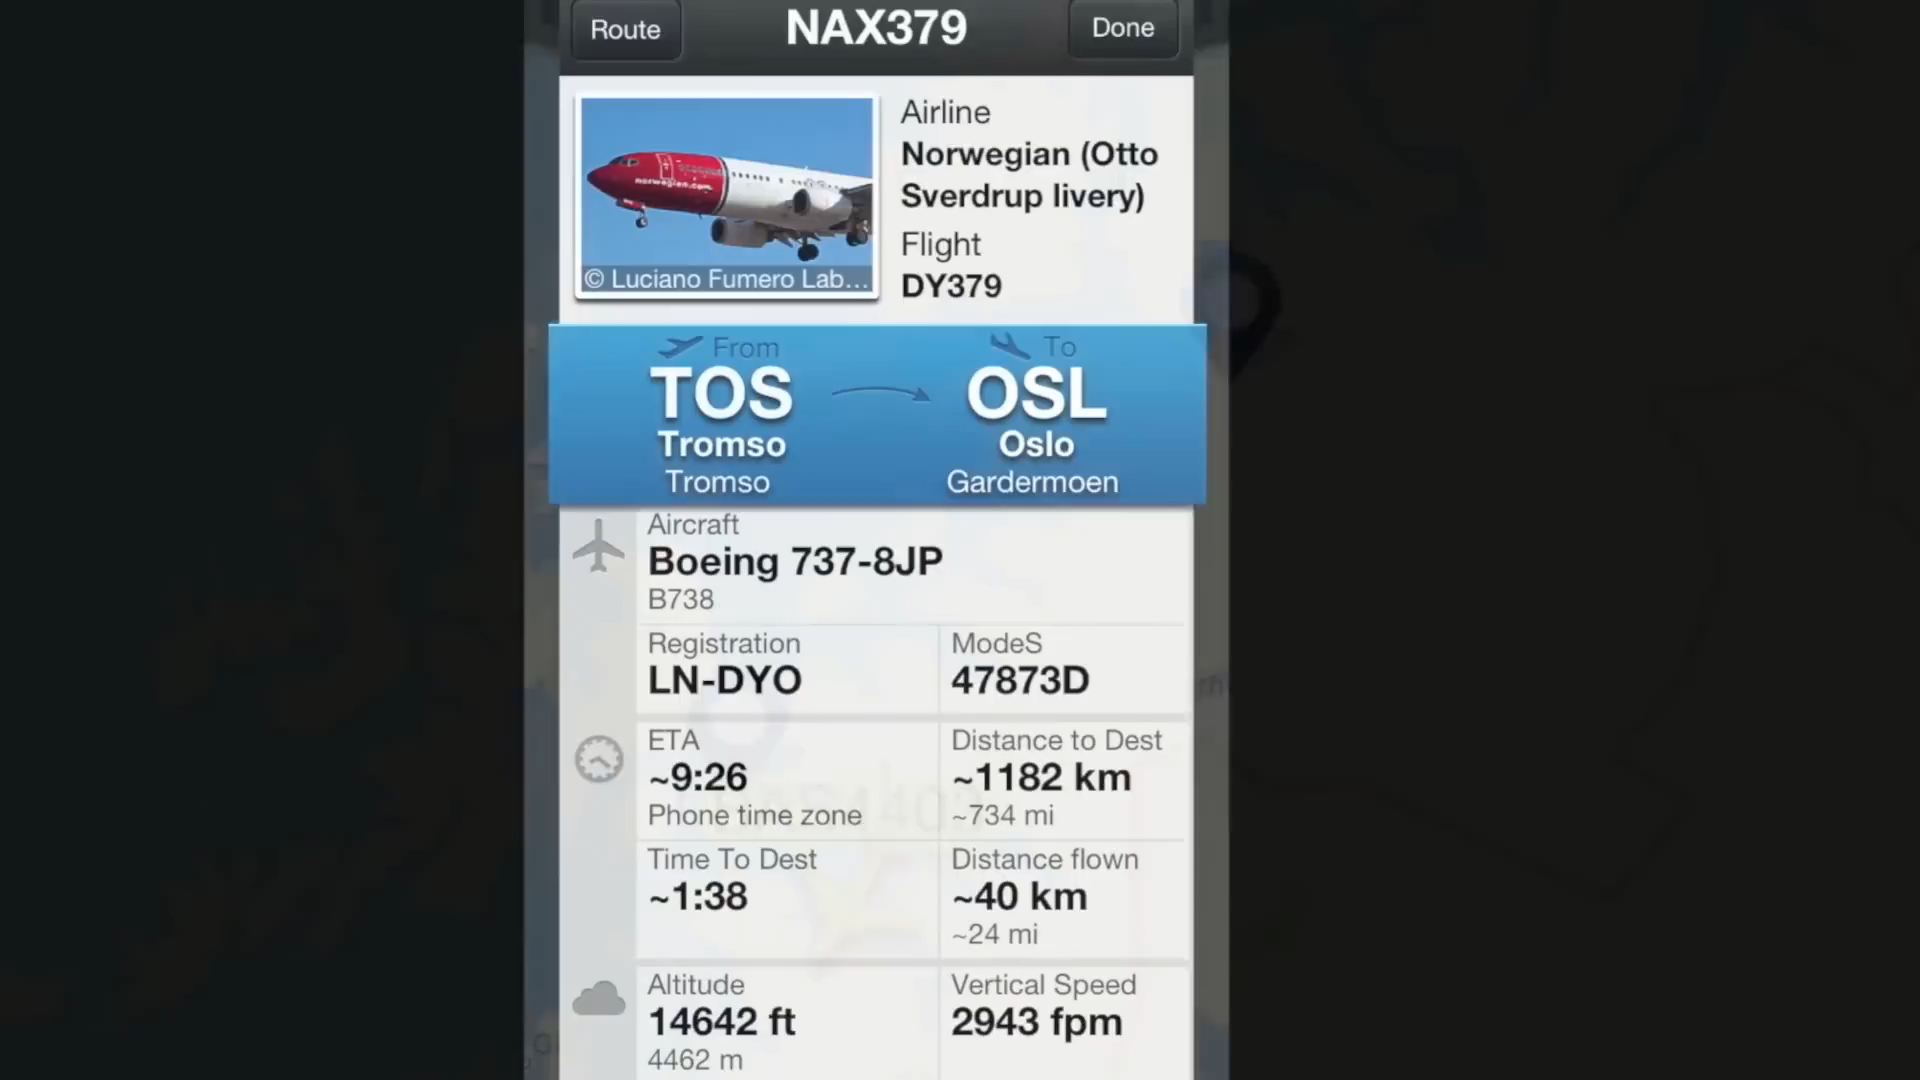 Route
NAX379
Done
norwegian.com
© Luciano Fumero Lab...
Airline
Norwegian (Otto
Sverdrup livery)
Flight
DY379
From
TOS
Tromso
Tromso
To
OSL
Oslo
Gardermoen
Aircraft
Boeing 737-8JP
B738
Registration
LN-DYO
ModeS
47873D
ETA
~9:26
Phone time zone
Distance to Dest
~1182 km
~734 mi
Time To Dest
~1:38
Distance flown
~40 km
~24 mi
Altitude
14642 ft
4462 m
Vertical Speed
2943 fpm